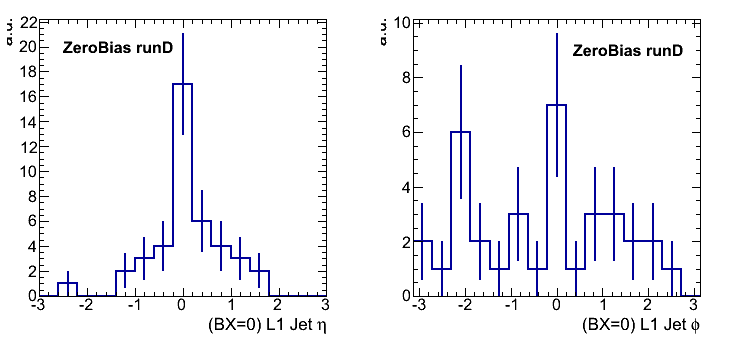 a.u.
22
20
18
16
14
12
10
8
6
4
2
0
ZeroBias runD
-3 -2 -1 0 1 2 3
(BX=0) L1 Jet η
a.u.
10
8
6
4
2
0
ZeroBias runD
-3 -2 -1 0 1 2 3
(BX=0) L1 Jet ϕ